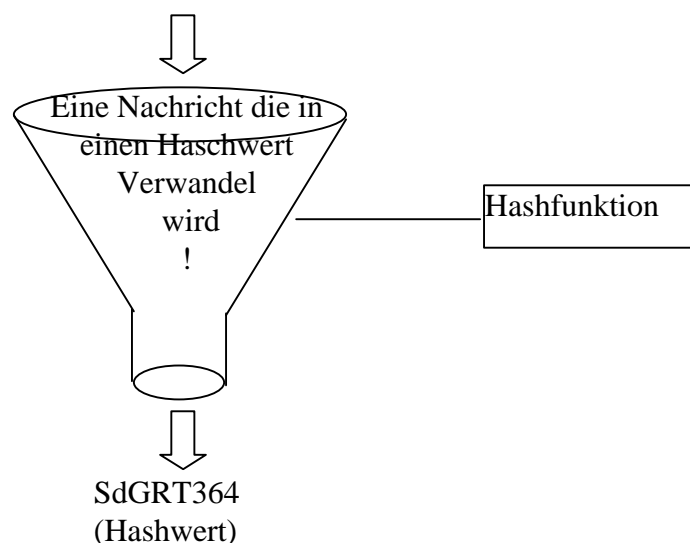 Eine Nachricht die in
einen Haschwert
Verwandel
wird
!
Hashfunktion
SdGRT364
(Hashwert)